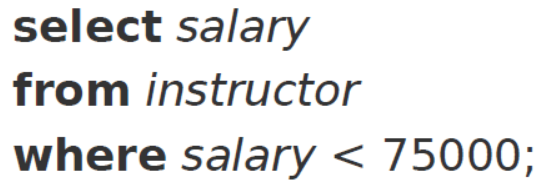 select salary
from instructor
where salary < 75000;